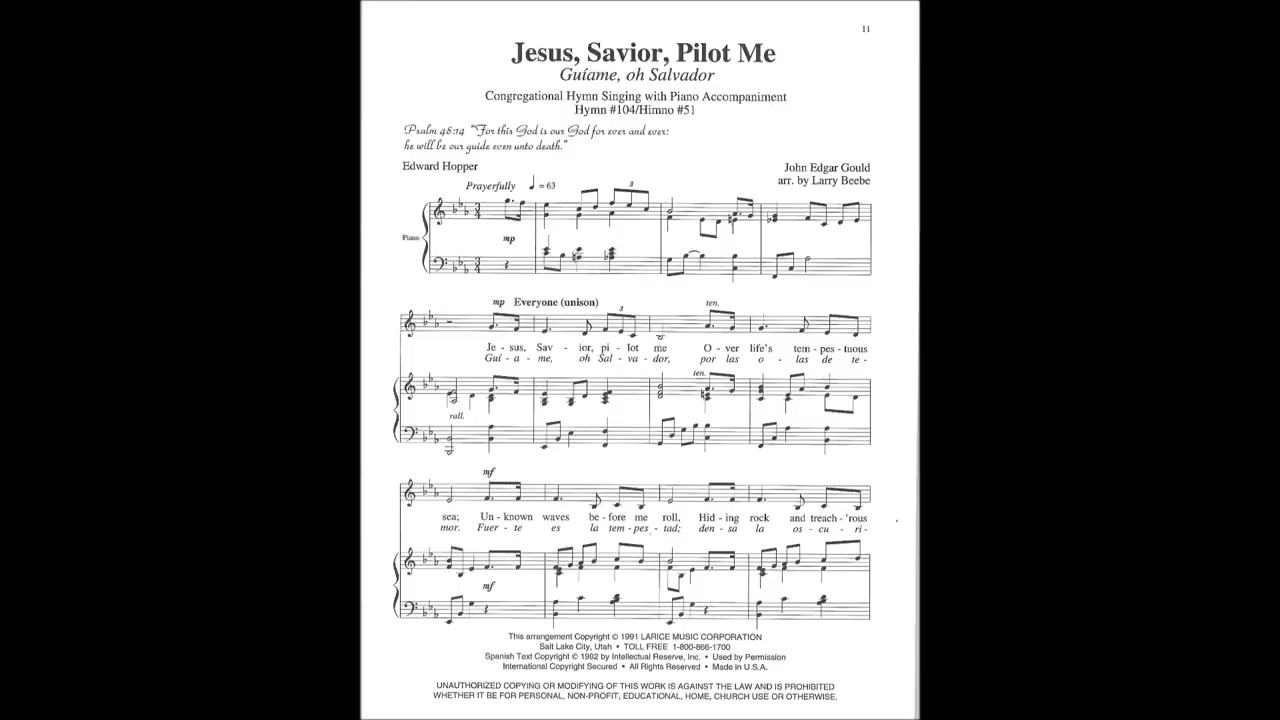 11
Jesus, Savior, Pilot Me
Guíame, oh Salvador
Congregational Hymn Singing with Piano Accompaniment
Hymn #104/Himno #51
Psalm 48:14 "For this God is our God for ever and ever:
he will be our guide even unto death."
Edward Hopper
John Edgar Gould
arr. by Larry Beebe
Prayerfully ♩ = 63
3
Piano
mp
mp Everyone (unison)
3
ten.
Je - sus, Sav - ior, pi - lot me O - ver life's tem - pes - tuous
Guí - a - me, oh Sal - va - dor, por las o - las de te -
ten.
rall.
mf
sea; Un - known waves be - fore me roll, Hid - ing rock and treach - 'rous
mor. Fuer - te es la tem - pes - tad; den - sa la os - cu - ri -
mf
This arrangement Copyright © 1991 LARICE MUSIC CORPORATION
Salt Lake City, Utah • TOLL FREE 1-800-866-1700
Spanish Text Copyright © 1992 by Intellectual Reserve, Inc. • Used by Permission
International Copyright Secured • All Rights Reserved • Made in U.S.A.
UNAUTHORIZED COPYING OR MODIFYING OF THIS WORK IS AGAINST THE LAW AND IS PROHIBITED
WHETHER IT BE FOR PERSONAL, NON-PROFIT, EDUCATIONAL, HOME, CHURCH USE OR OTHERWISE.